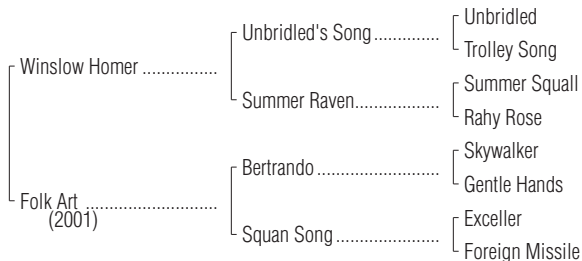 Unbridled
Unbridled's Song ..............
Trolley Song
Winslow Homer ................
Summer Squall
Summer Raven.................
Rahy Rose
Skywalker
Bertrando .........................
Gentle Hands
Folk Art ...........................
(2001)
Exceller
Squan Song .....................
Foreign Missile